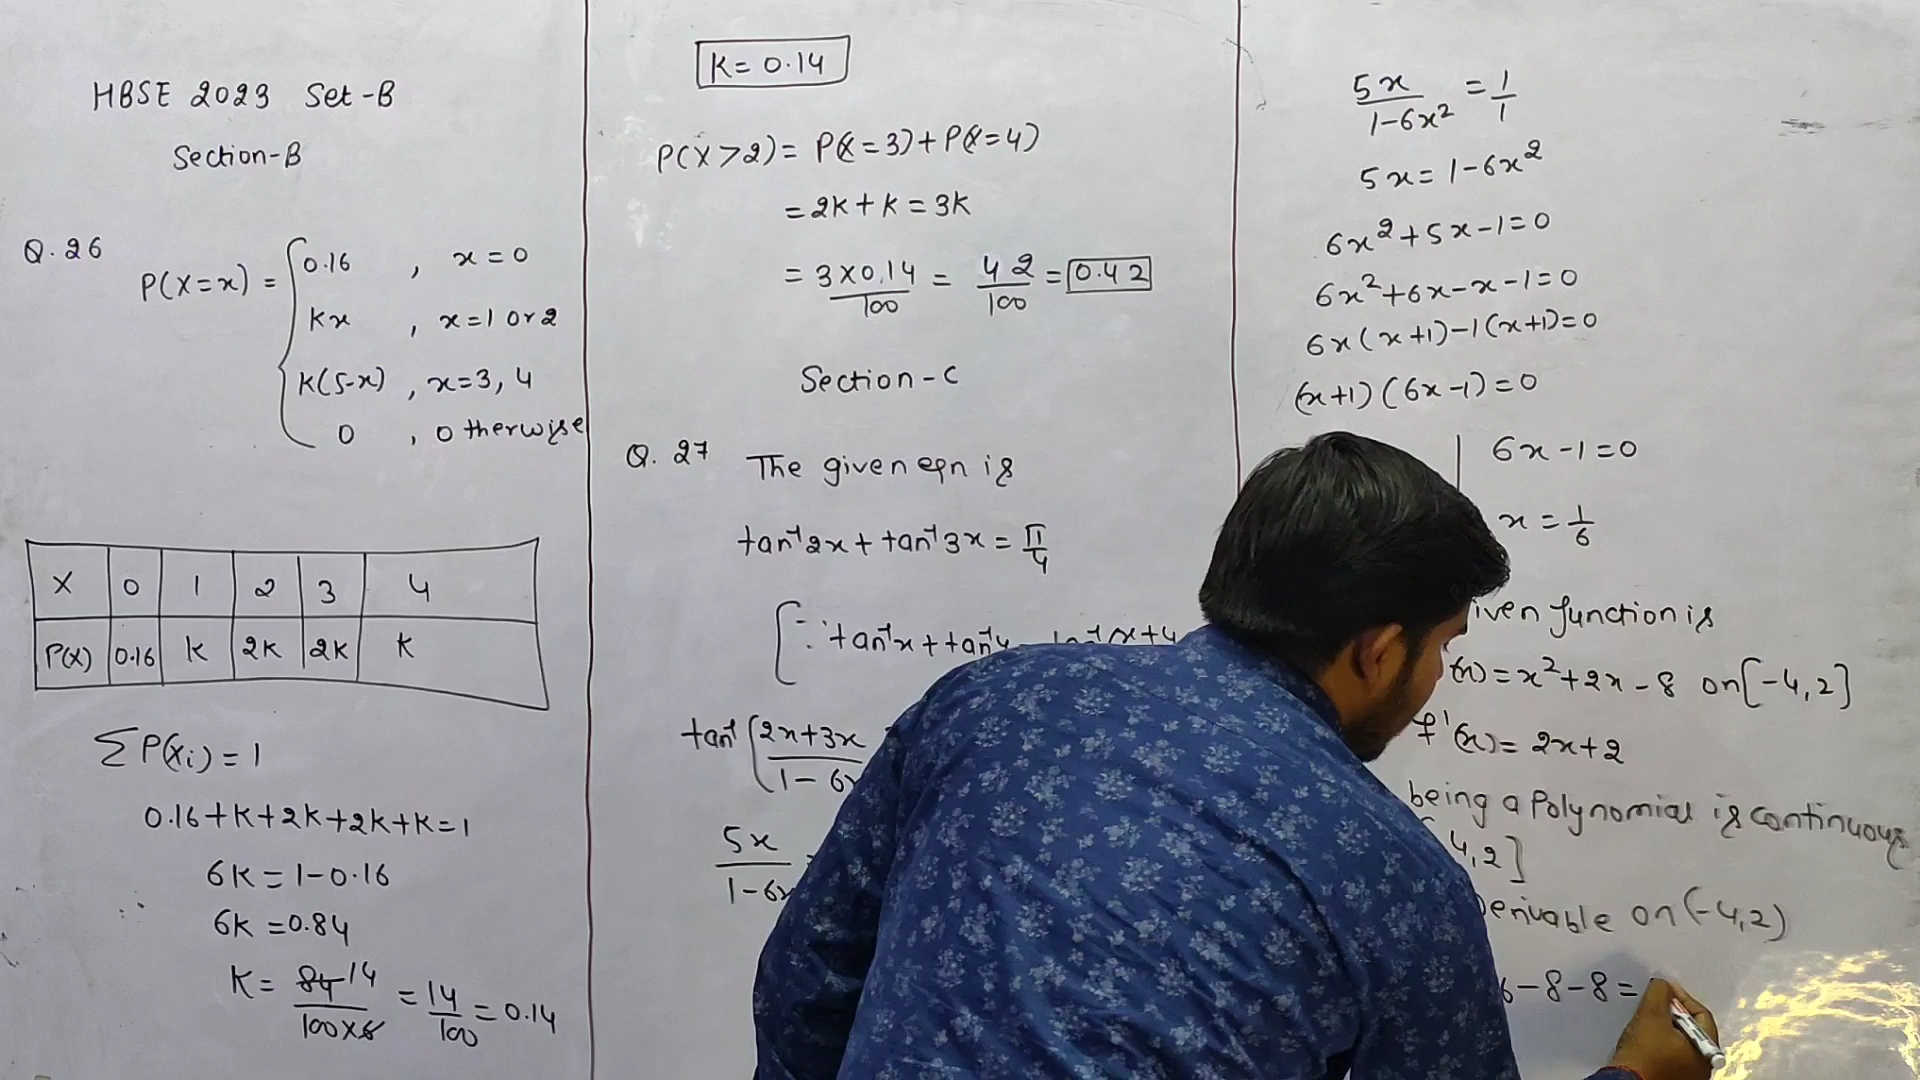 HBSE 2023 Set-B
Section-B
Q. 26
P(X=x) = { 0.16 , x=0
Kx , x=1 or 2
K(5-x) , x=3, 4
0 , otherwise
X 0 1 2 3 4
P(X) 0.16 k 2K 2K K
ΣP(xi) = 1
0.16+K+2K+2K+K=1
6K = 1-0.16
6K = 0.84
K = 84 14 / 100×6 = 14/100 = 0.14
K = 0.14
P(X>2) = P(X=3)+P(X=4)
= 2K+K = 3K
= 3×0.14/100 = 42/100 = 0.42
Section-C
Q. 27 The given eqn is
tan⁻¹2x + tan⁻¹3x = π/4
[∵ tan⁻¹x + tan⁻¹y
tan⁻¹(2x+3x / 1-6x
5x / 1-6x
5x / 1-6x² = 1/1
5x = 1-6x²
6x²+5x-1=0
6x²+6x-x-1=0
6x(x+1)-1(x+1)=0
(x+1)(6x-1)=0
6x-1=0
x = 1/6
iven function is
(x) = x²+2x-8 on [-4,2]
f'(x) = 2x+2
being a Polynomial is continuous
4,2]
Derivable on (-4,2)
6-8-8=